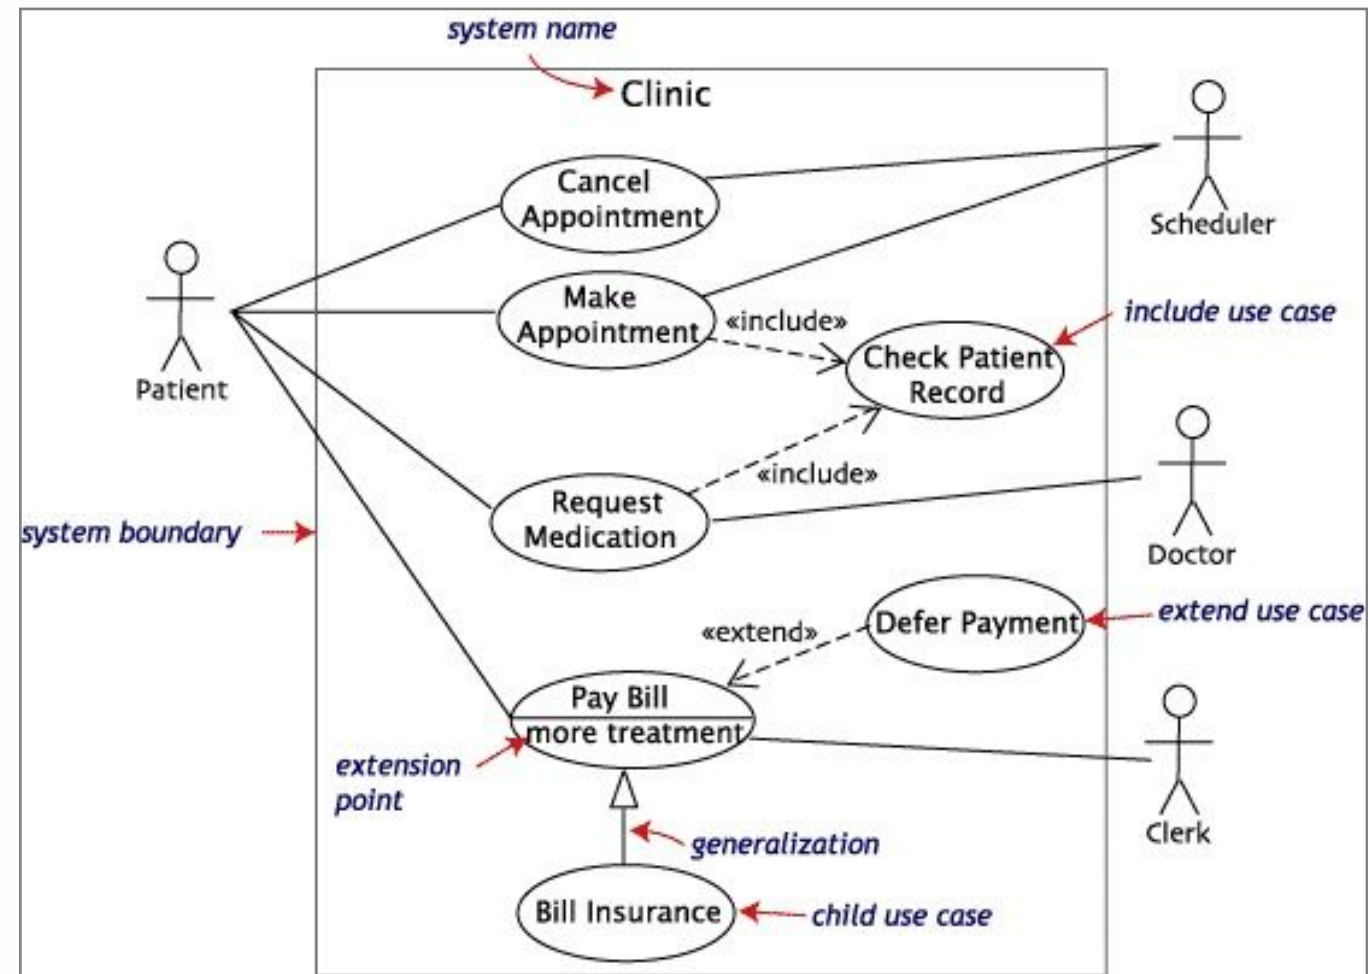 system name
Clinic
Cancel
Appointment
Scheduler
Make
Appointment
«include»
include use case
Check Patient
Record
Patient
«include»
Request
Medication
system boundary
Doctor
Defer Payment
extend use case
«extend»
Pay Bill
more treatment
extension
point
Clerk
generalization
Bill Insurance
child use case